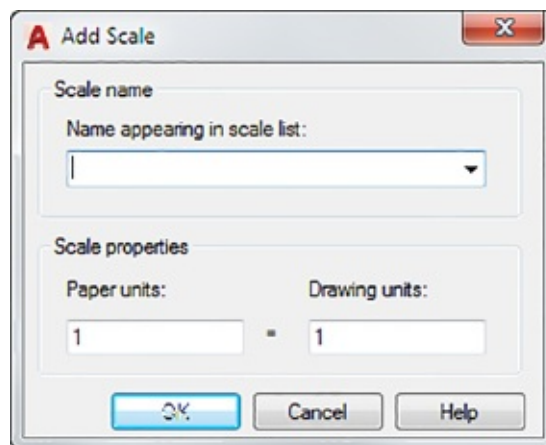 A Add Scale
Scale name
Name appearing in scale list:
Scale properties
Paper units: Drawing units:
1 = 1
OK Cancel Help